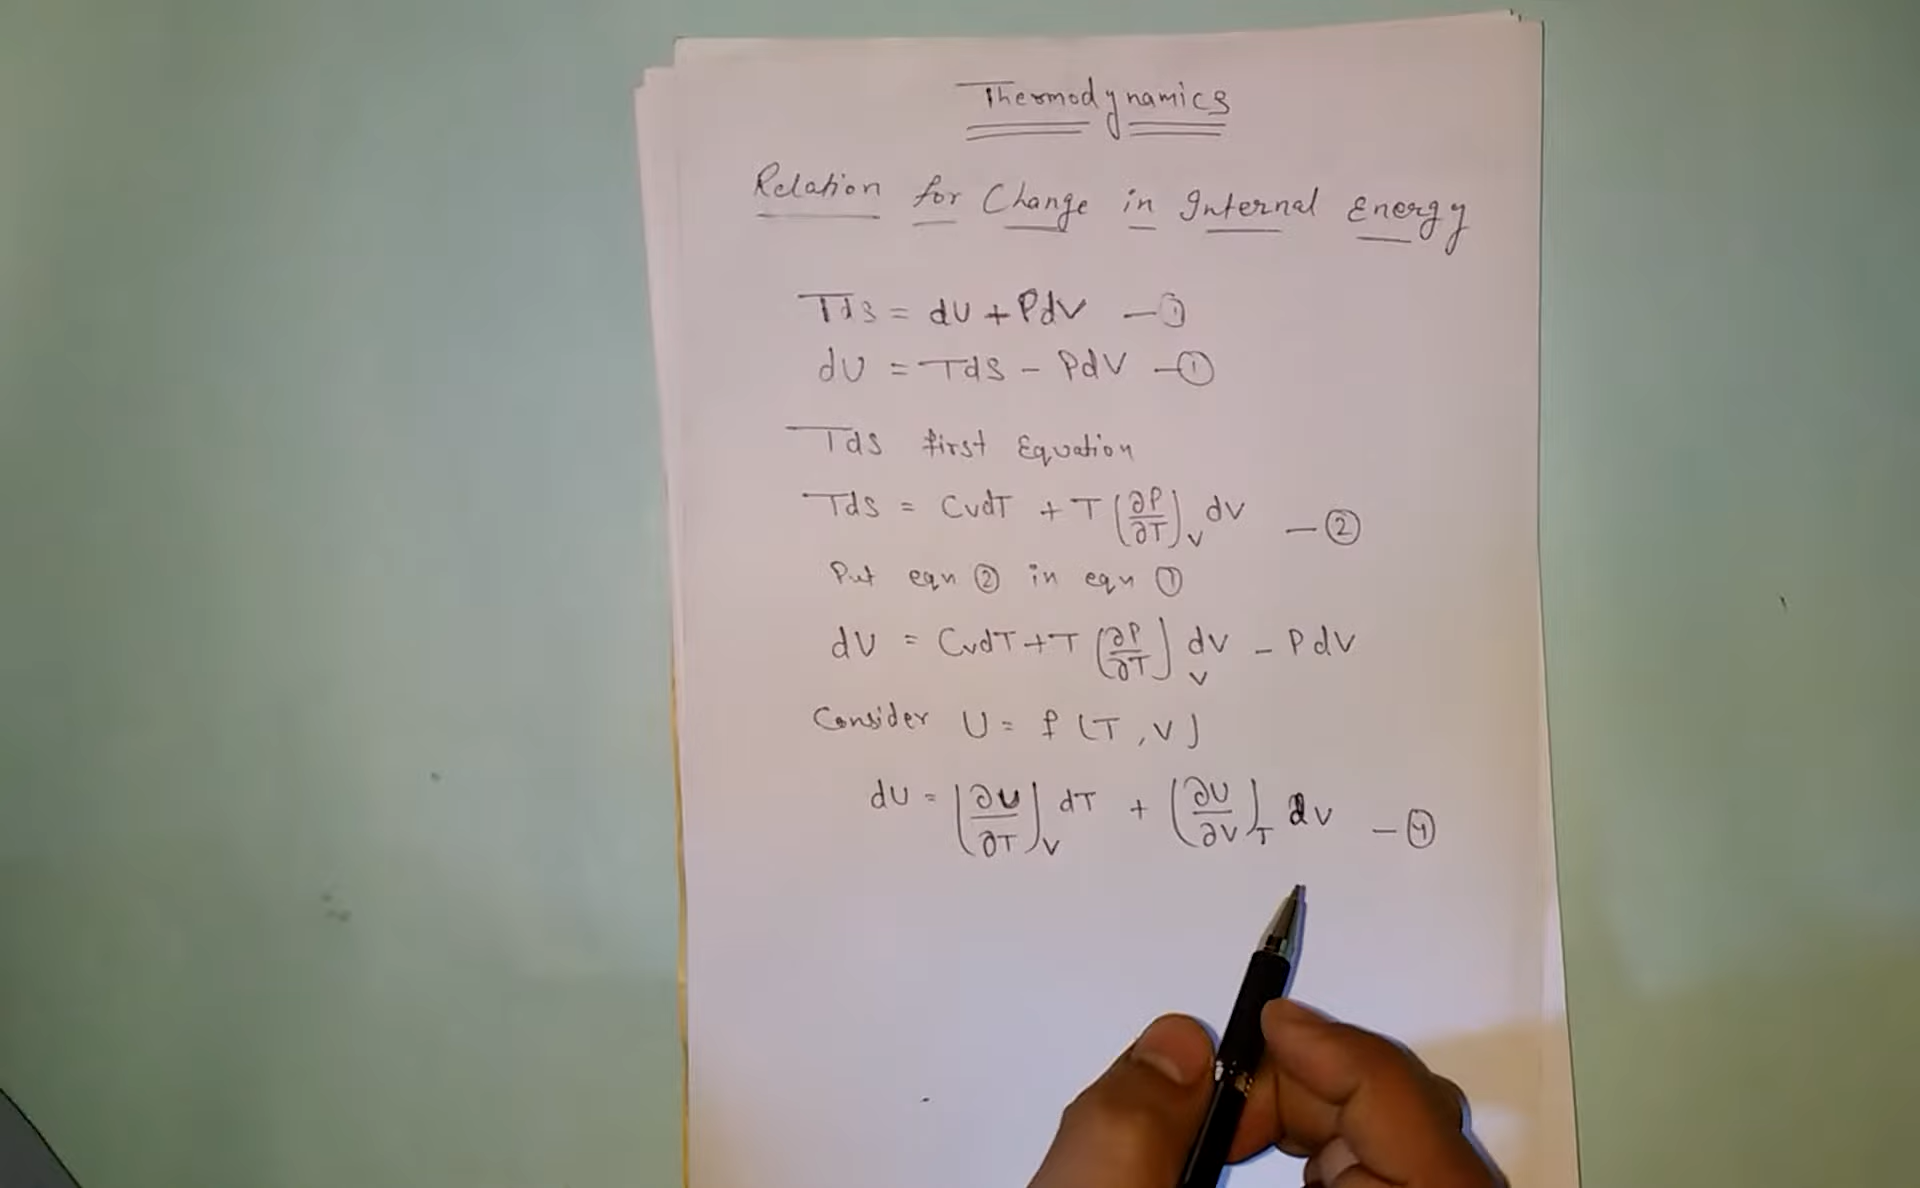 Thermodynamics
Relation for Change in Internal Energy
Tds = dU + PdV — ①
dU = TdS - PdV — ①
Tds first Equation
Tds = CvdT + T (∂P/∂T)V dV — ②
Put eqn ② in eqn ①
dU = CvdT + T (∂P/∂T)V dV - PdV
Consider U = f (T, V)
dU = (∂U/∂T)V dT + (∂U/∂V)T dV — ④